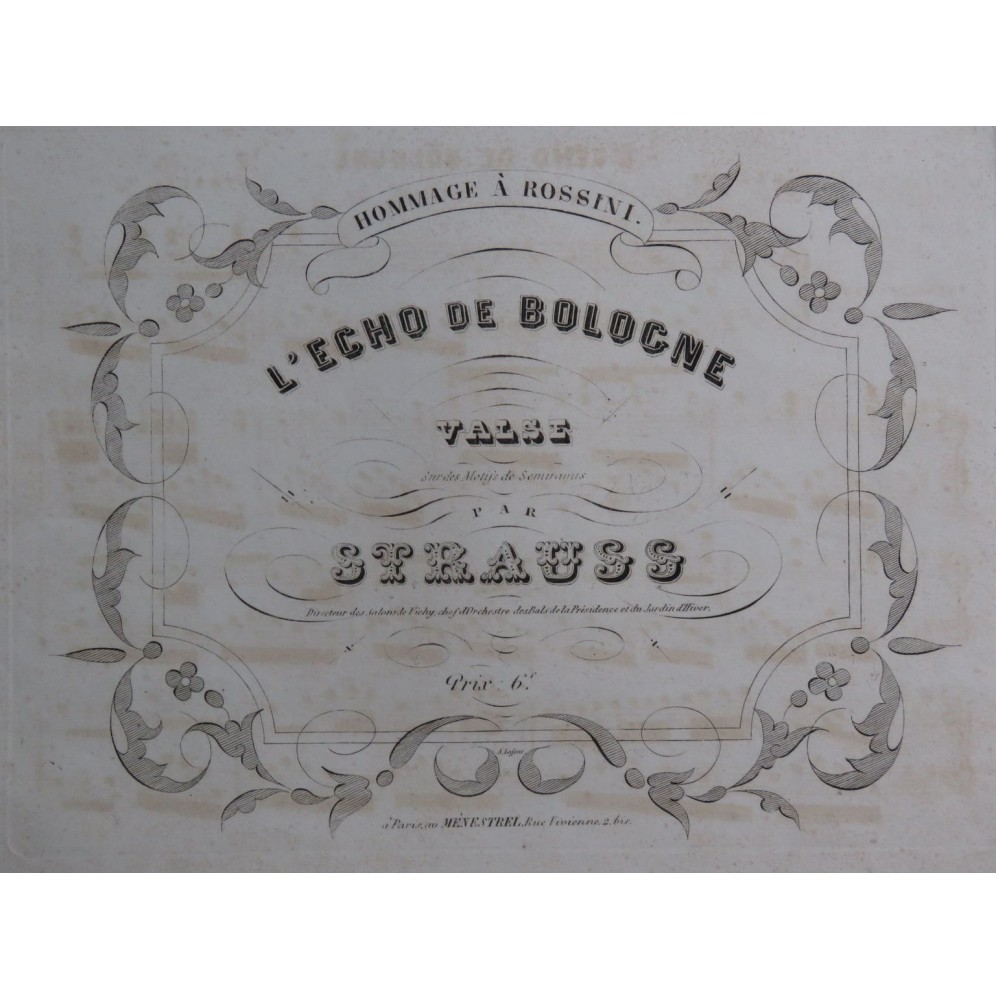 HOMMAGE À ROSSINI.
L'ECHO DE BOLOGNE
VALSE
Sur des Motifs de Semiramis
PAR
STRAUSS
Directeur des Salons de Vichy, chef d'Orchestre des Bals de la Présidence et du Jardin d'Hiver.
Prix: 6f
A. Lafont
à Paris, au MÉNESTREL, Rue Vivienne, 2. bis.